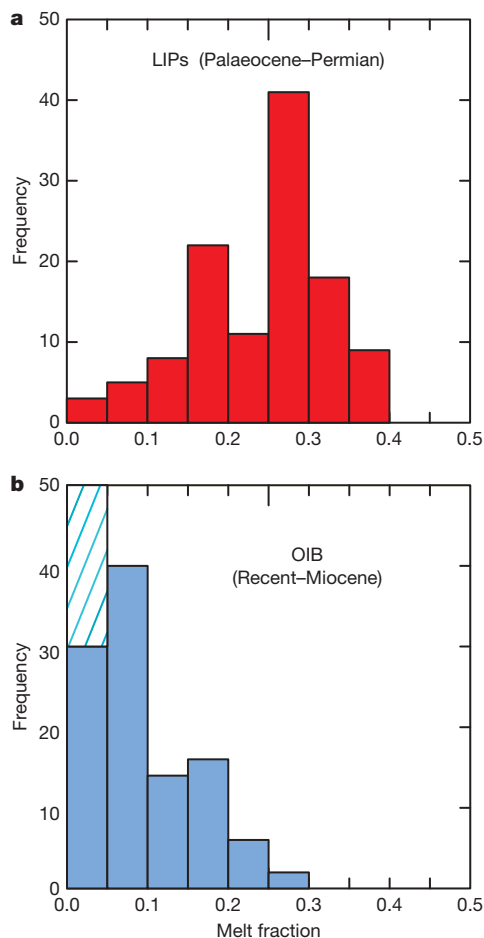 a
50
40
30
20
10
0
Frequency
LIPs (Palaeocene–Permian)
0.0 0.1 0.2 0.3 0.4 0.5
b
50
40
30
20
10
0
Frequency
OIB
(Recent–Miocene)
0.0 0.1 0.2 0.3 0.4 0.5
Melt fraction